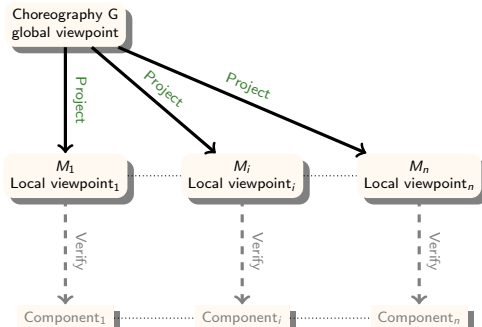 Choreography G
global viewpoint
Project
Project
Project
M₁
Local viewpoint₁
Mᵢ
Local viewpointᵢ
Mₙ
Local viewpointₙ
Verify
Verify
Verify
Component₁
Componentᵢ
Componentₙ